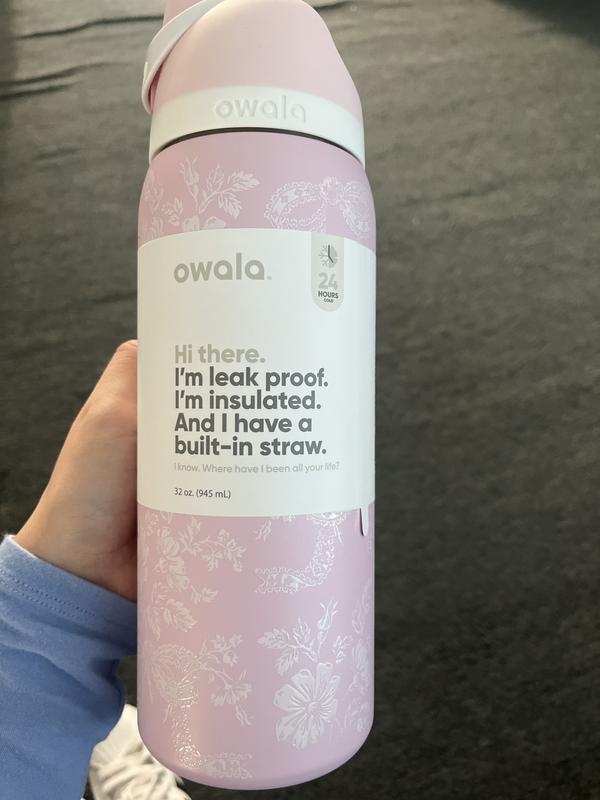 owala
owala.
24
HOURS
COLD
Hi there.
I'm leak proof.
I'm insulated.
And I have a
built-in straw.
I know. Where have I been all your life?
32 oz. (945 mL)